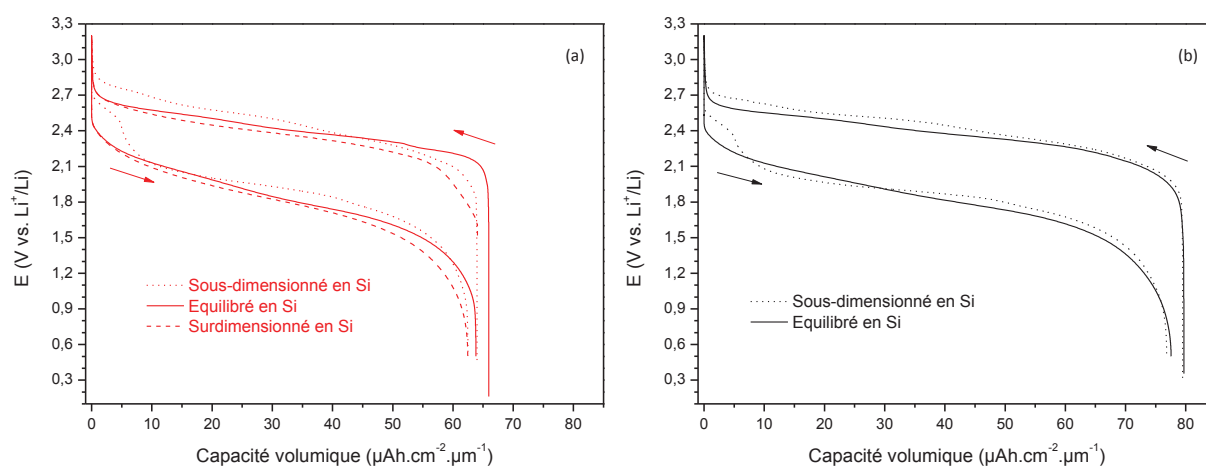 3,3
3,0
2,7
2,4
2,1
1,8
1,5
1,2
0,9
0,6
0,3
E (V vs. Li⁺/Li)
(a)
Sous-dimensionné en Si
Equilibré en Si
Surdimensionné en Si
0 10 20 30 40 50 60 70 80
Capacité volumique (µAh.cm⁻².µm⁻¹)
3,3
3,0
2,7
2,4
2,1
1,8
1,5
1,2
0,9
0,6
0,3
E (V vs. Li⁺/Li)
(b)
Sous-dimensionné en Si
Equilibré en Si
0 10 20 30 40 50 60 70 80
Capacité volumique (µAh.cm⁻².µm⁻¹)